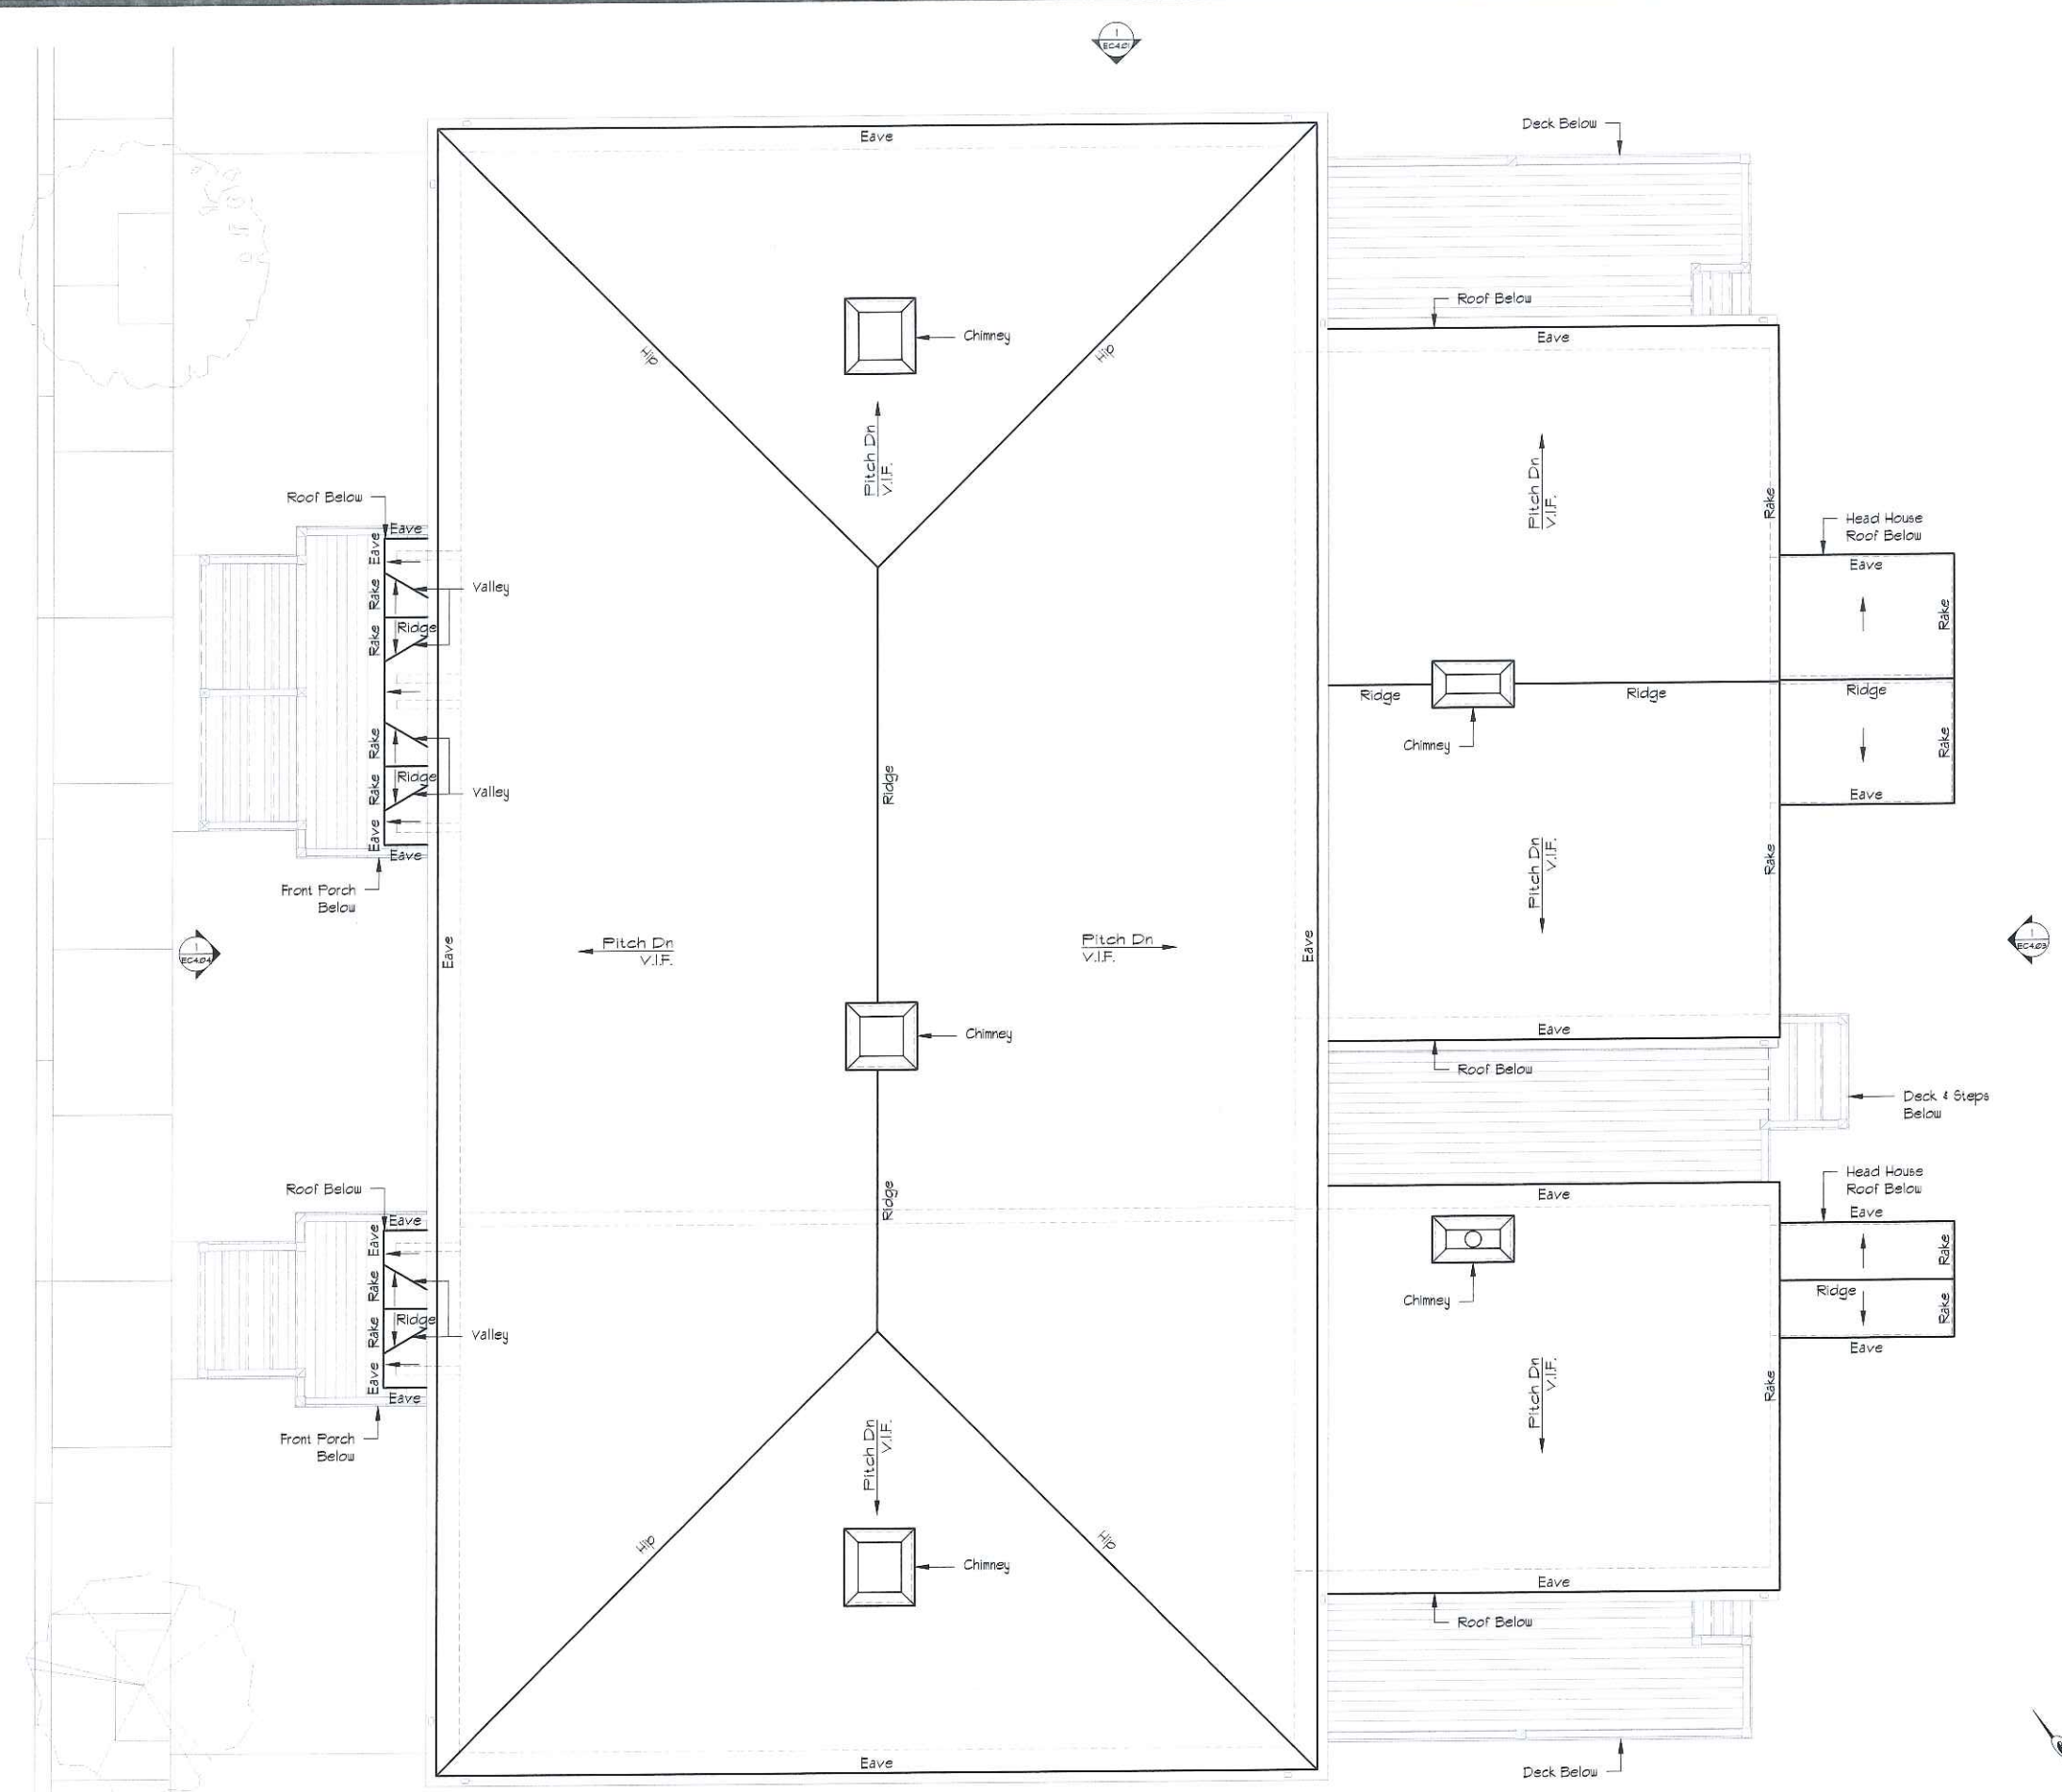 1
EC4.01
Deck Below
Eave
Roof Below
Eave
Chimney
Hip
Hip
Pitch Dn
V.I.F.
Pitch Dn
V.I.F.
Rake
Roof Below
Eave
Eave
Rake
Valley
Ridge
Rake
Rake
Valley
Ridge
Rake
Eave
Eave
Front Porch
Below
Head House
Roof Below
Eave
Rake
Ridge
Ridge
Ridge
Rake
Eave
Chimney
Ridge
Pitch Dn
V.I.F.
Rake
1
EC4.04
Eave
Pitch Dn
V.I.F.
Pitch Dn
V.I.F.
Eave
1
EC4.03
Chimney
Eave
Roof Below
Deck & Steps
Below
Roof Below
Eave
Eave
Rake
Ridge
Rake
Valley
Eave
Eave
Front Porch
Below
Ridge
Eave
Head House
Roof Below
Eave
Rake
Ridge
Rake
Eave
Chimney
Pitch Dn
V.I.F.
Rake
Pitch Dn
V.I.F.
Hip
Hip
Chimney
Eave
Roof Below
Eave
Deck Below